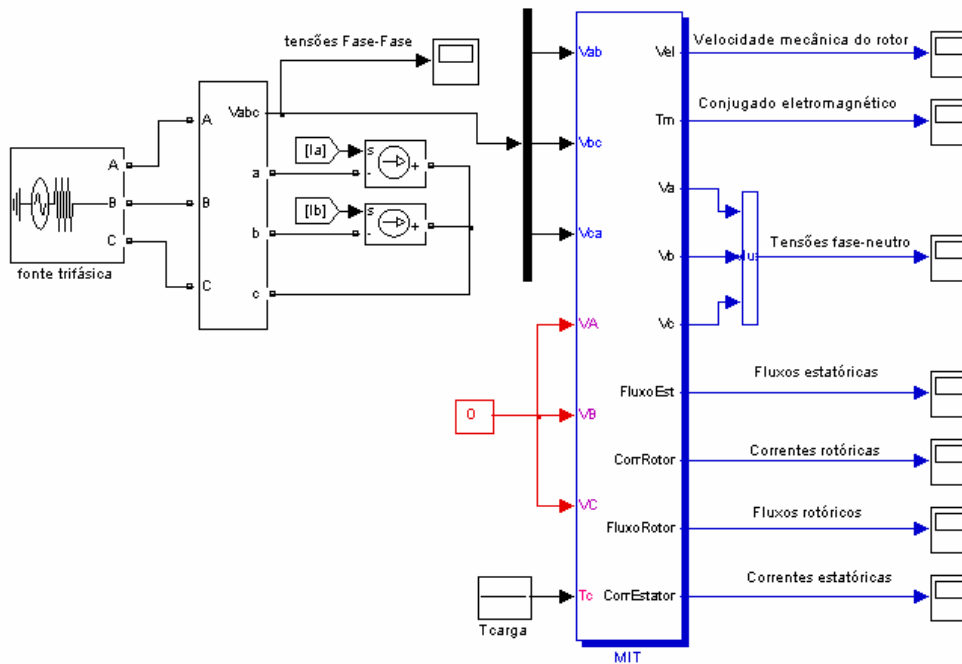 tensões Fase-Fase
A
B
C
fonte trifásica
A
B
C
Vabc
a
b
c
[Ia]
s
+
-
[Ib]
s
+
-
Vab
Vbc
Vca
VA
VB
VC
Tc
0
Tcarga
Vel
Tm
Va
Vb
Vc
FluxoEst
CorrRotor
FluxoRotor
CorrEstator
MIT
Velocidade mecânica do rotor
Conjugado eletromagnético
Tensões fase-neutro
Fluxos estatóricas
Correntes rotóricas
Fluxos rotóricos
Correntes estatóricas